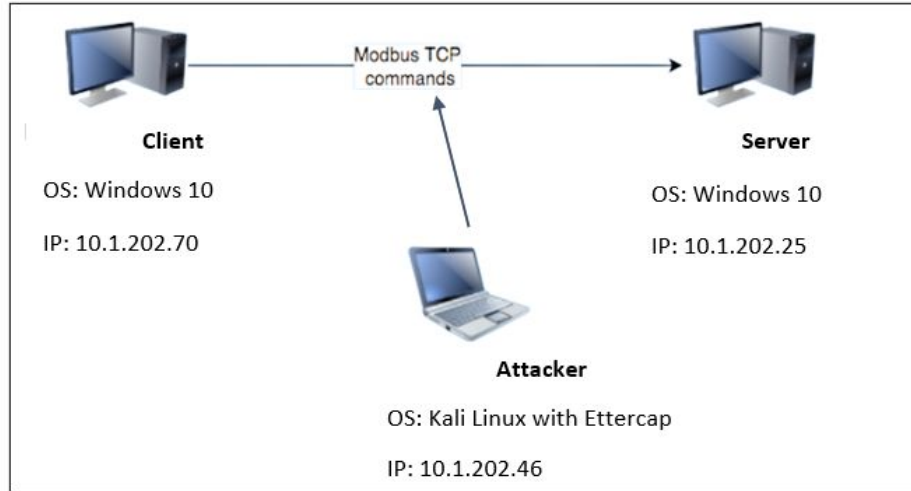 Modbus TCP
commands
Client
Server
OS: Windows 10
OS: Windows 10
IP: 10.1.202.70
IP: 10.1.202.25
Attacker
OS: Kali Linux with Ettercap
IP: 10.1.202.46